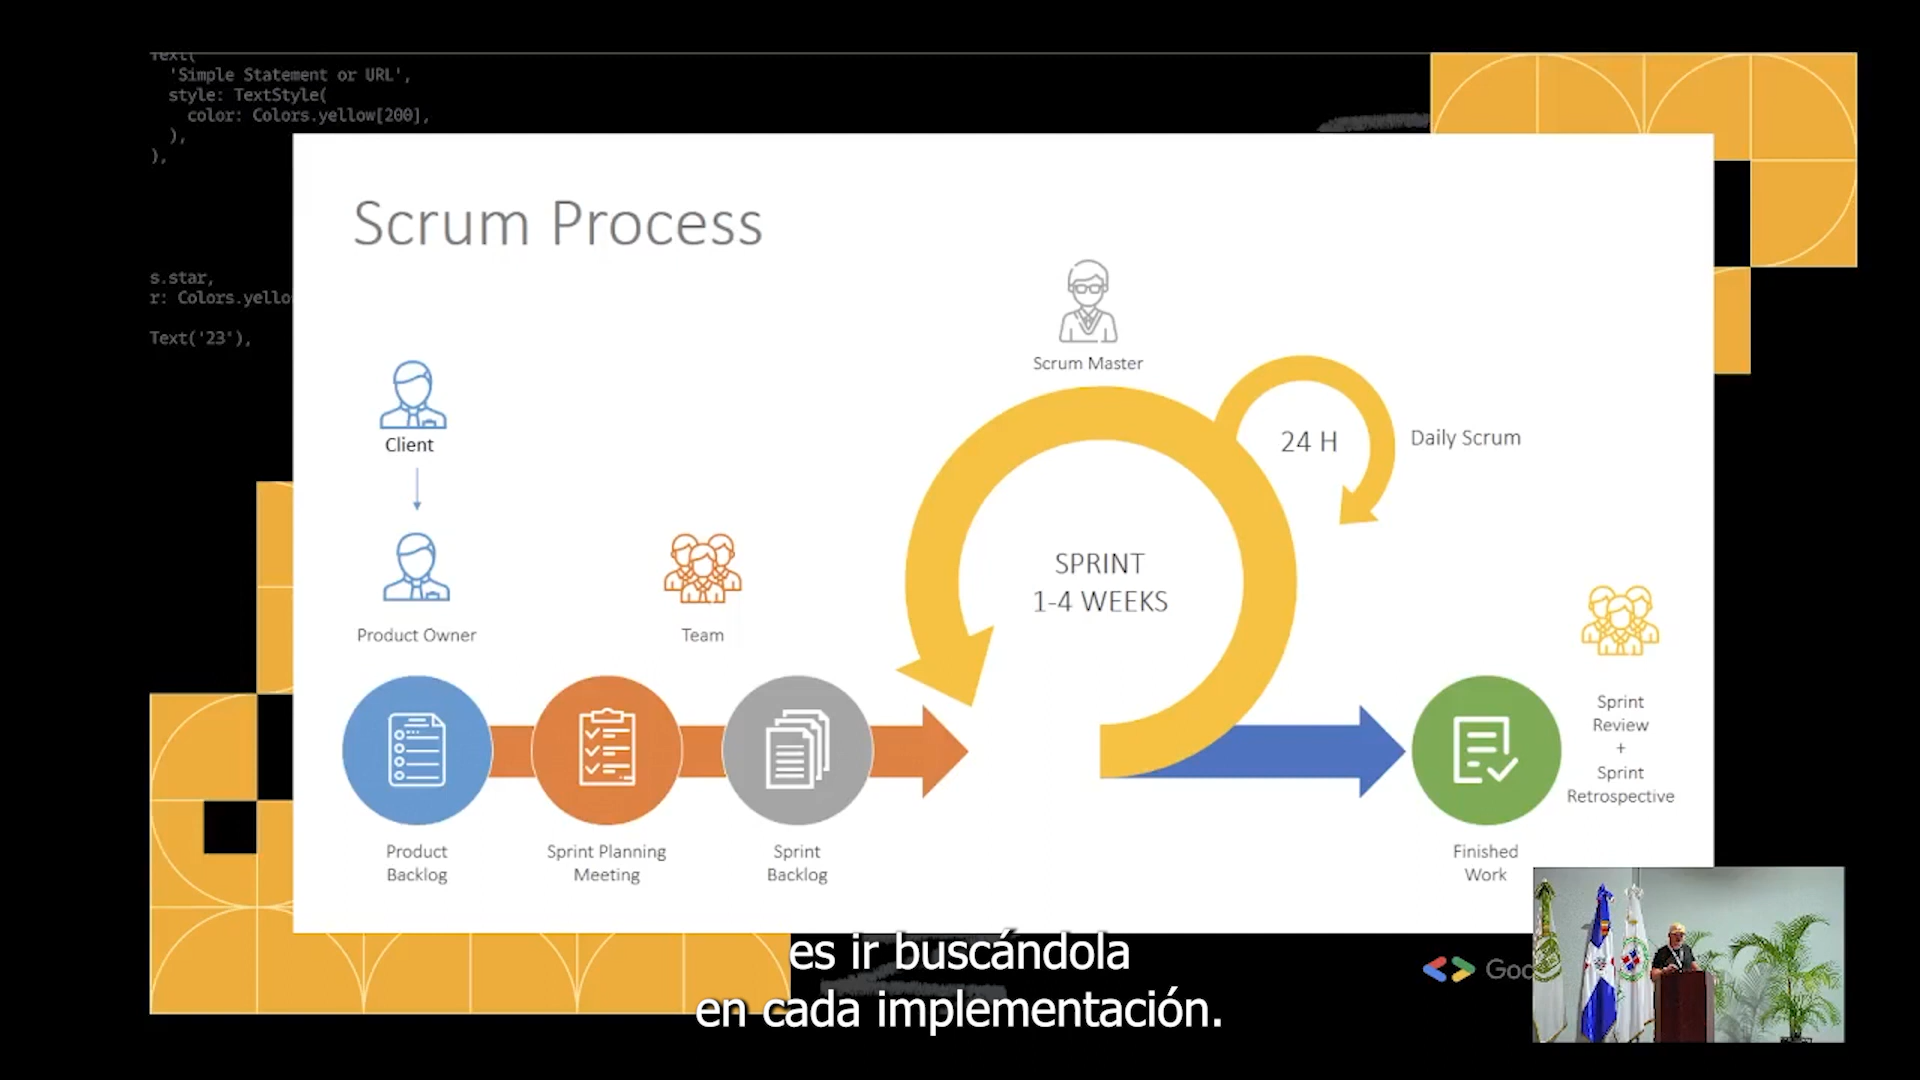 Text(
'Simple Statement or URL',
style: TextStyle(
color: Colors.yellow[200],
),
),
s.star,
r: Colors.yello
Text('23'),
Scrum Process
Scrum Master
Client
24 H
Daily Scrum
SPRINT
1-4 WEEKS
Product Owner
Team
Sprint
Review
+
Sprint
Retrospective
Product
Backlog
Sprint Planning
Meeting
Sprint
Backlog
Finished
Work
es ir buscándola
en cada implementación.